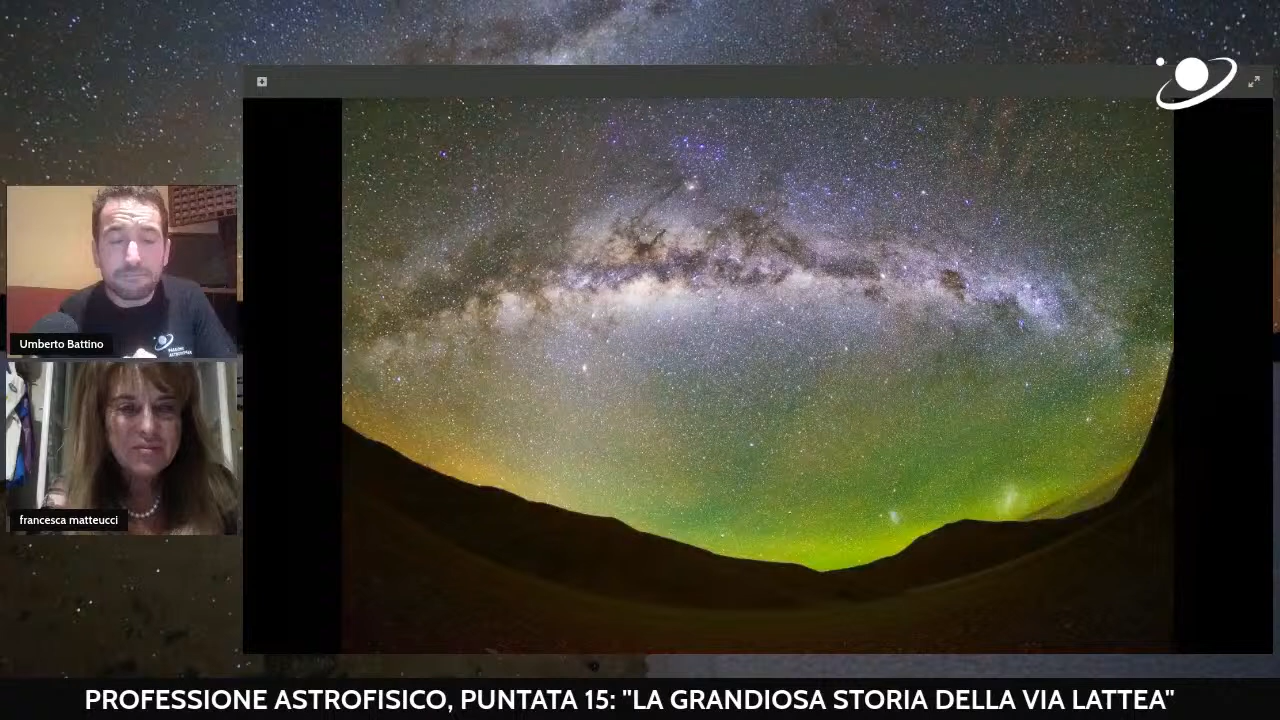 Umberto Battino
francesca matteucci
PROFESSIONE ASTROFISICO, PUNTATA 15: "LA GRANDIOSA STORIA DELLA VIA LATTEA"